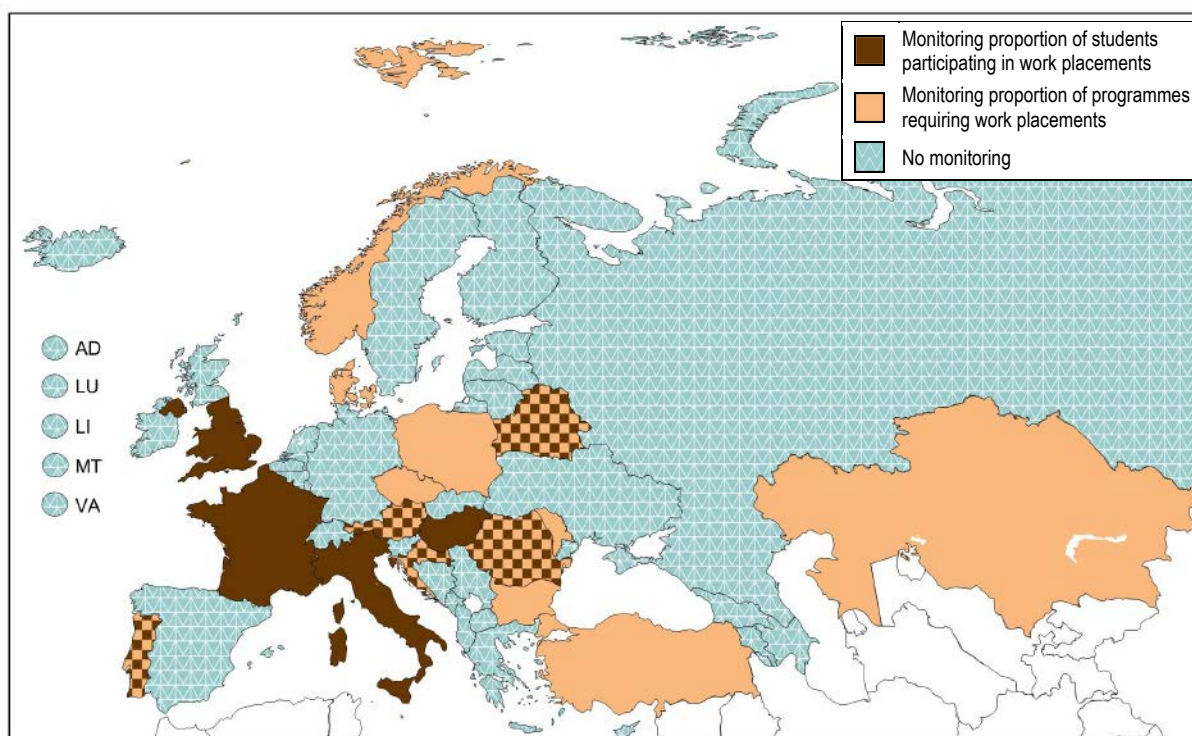 Monitoring proportion of students
participating in work placements
Monitoring proportion of programmes
requiring work placements
No monitoring
AD
LU
LI
MT
VA